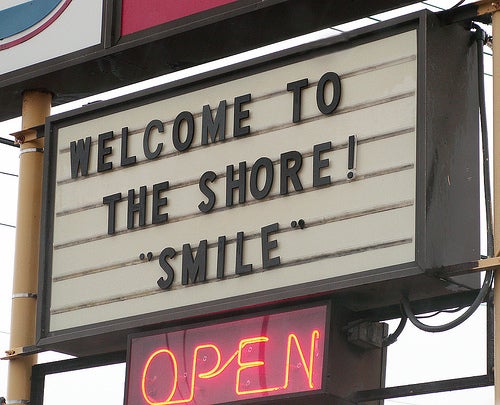 WELCOME TO
THE SHORE!
"SMILE"
OPEN